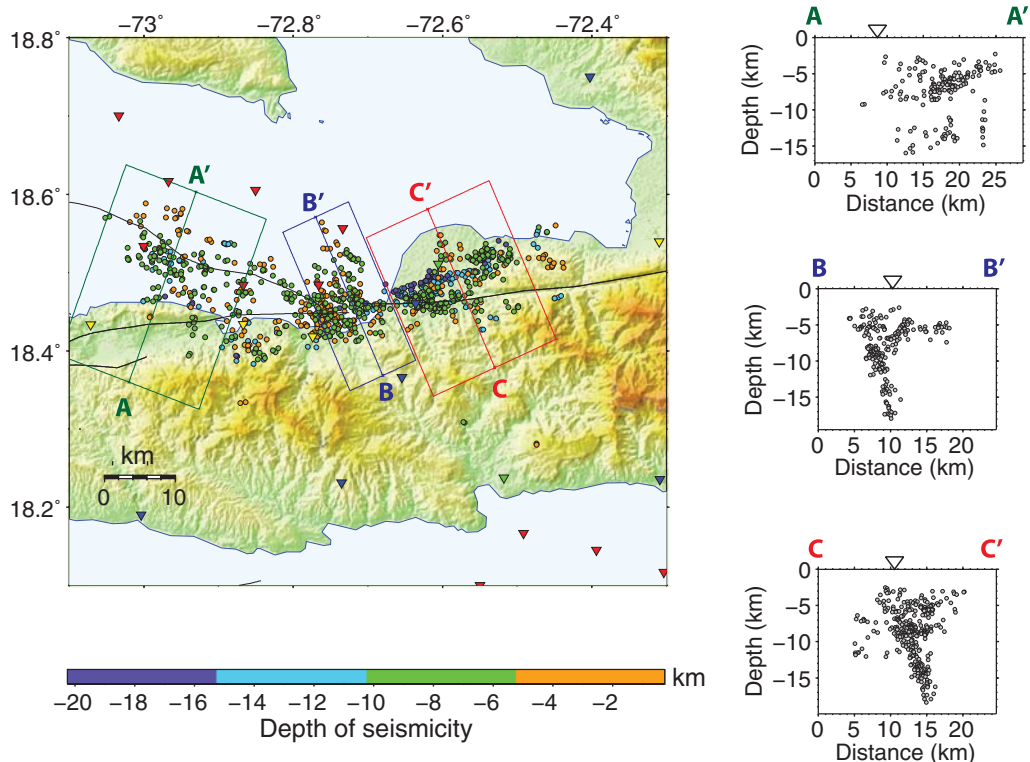 −73˚ −72.8˚ −72.6˚ −72.4˚
18.8˚
18.6˚
18.4˚
18.2˚
A'
B'
C'
A
B
C
km
0 10
km
−20 −18 −16 −14 −12 −10 −8 −6 −4 −2
Depth of seismicity
A A'
0
−5
−10
−15
Depth (km)
0 5 10 15 20 25
Distance (km)
B B'
0
−5
−10
−15
Depth (km)
0 5 10 15 20
Distance (km)
C C'
0
−5
−10
−15
Depth (km)
0 5 10 15 20
Distance (km)